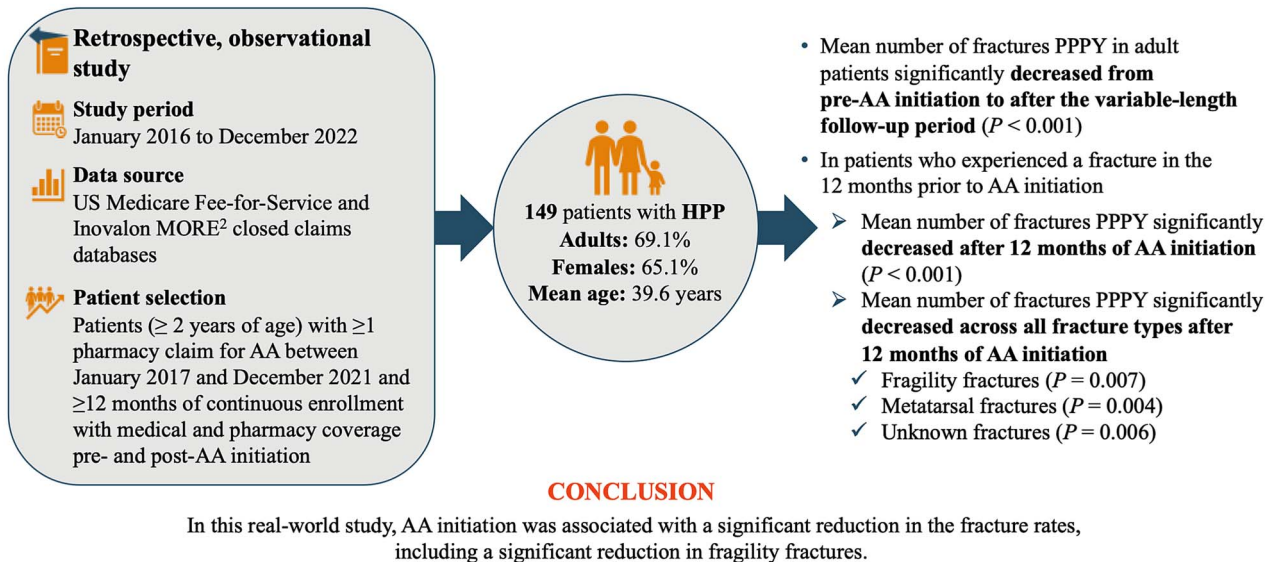 Retrospective, observational
study
Study period
January 2016 to December 2022
Data source
US Medicare Fee-for-Service and
Inovalon MORE² closed claims
databases
Patient selection
Patients (≥ 2 years of age) with ≥1
pharmacy claim for AA between
January 2017 and December 2021 and
≥12 months of continuous enrollment
with medical and pharmacy coverage
pre- and post-AA initiation
149 patients with HPP
Adults: 69.1%
Females: 65.1%
Mean age: 39.6 years
• Mean number of fractures PPPY in adult
patients significantly decreased from
pre-AA initiation to after the variable-length
follow-up period (P < 0.001)
• In patients who experienced a fracture in the
12 months prior to AA initiation
➢ Mean number of fractures PPPY significantly
decreased after 12 months of AA initiation
(P < 0.001)
➢ Mean number of fractures PPPY significantly
decreased across all fracture types after
12 months of AA initiation
✓ Fragility fractures (P = 0.007)
✓ Metatarsal fractures (P = 0.004)
✓ Unknown fractures (P = 0.006)
CONCLUSION
In this real-world study, AA initiation was associated with a significant reduction in the fracture rates,
including a significant reduction in fragility fractures.